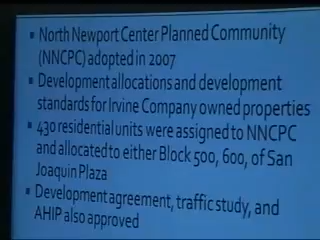 ▪ North Newport Center Planned Community
(NNCPC) adopted in 2007
▪ Development allocations and development
standards for Irvine Company owned properties
▪ 430 residential units were assigned to NNCPC
and allocated to either Block 500, 600, of San
Joaquin Plaza
▪ Development agreement, traffic study, and
AHIP also approved